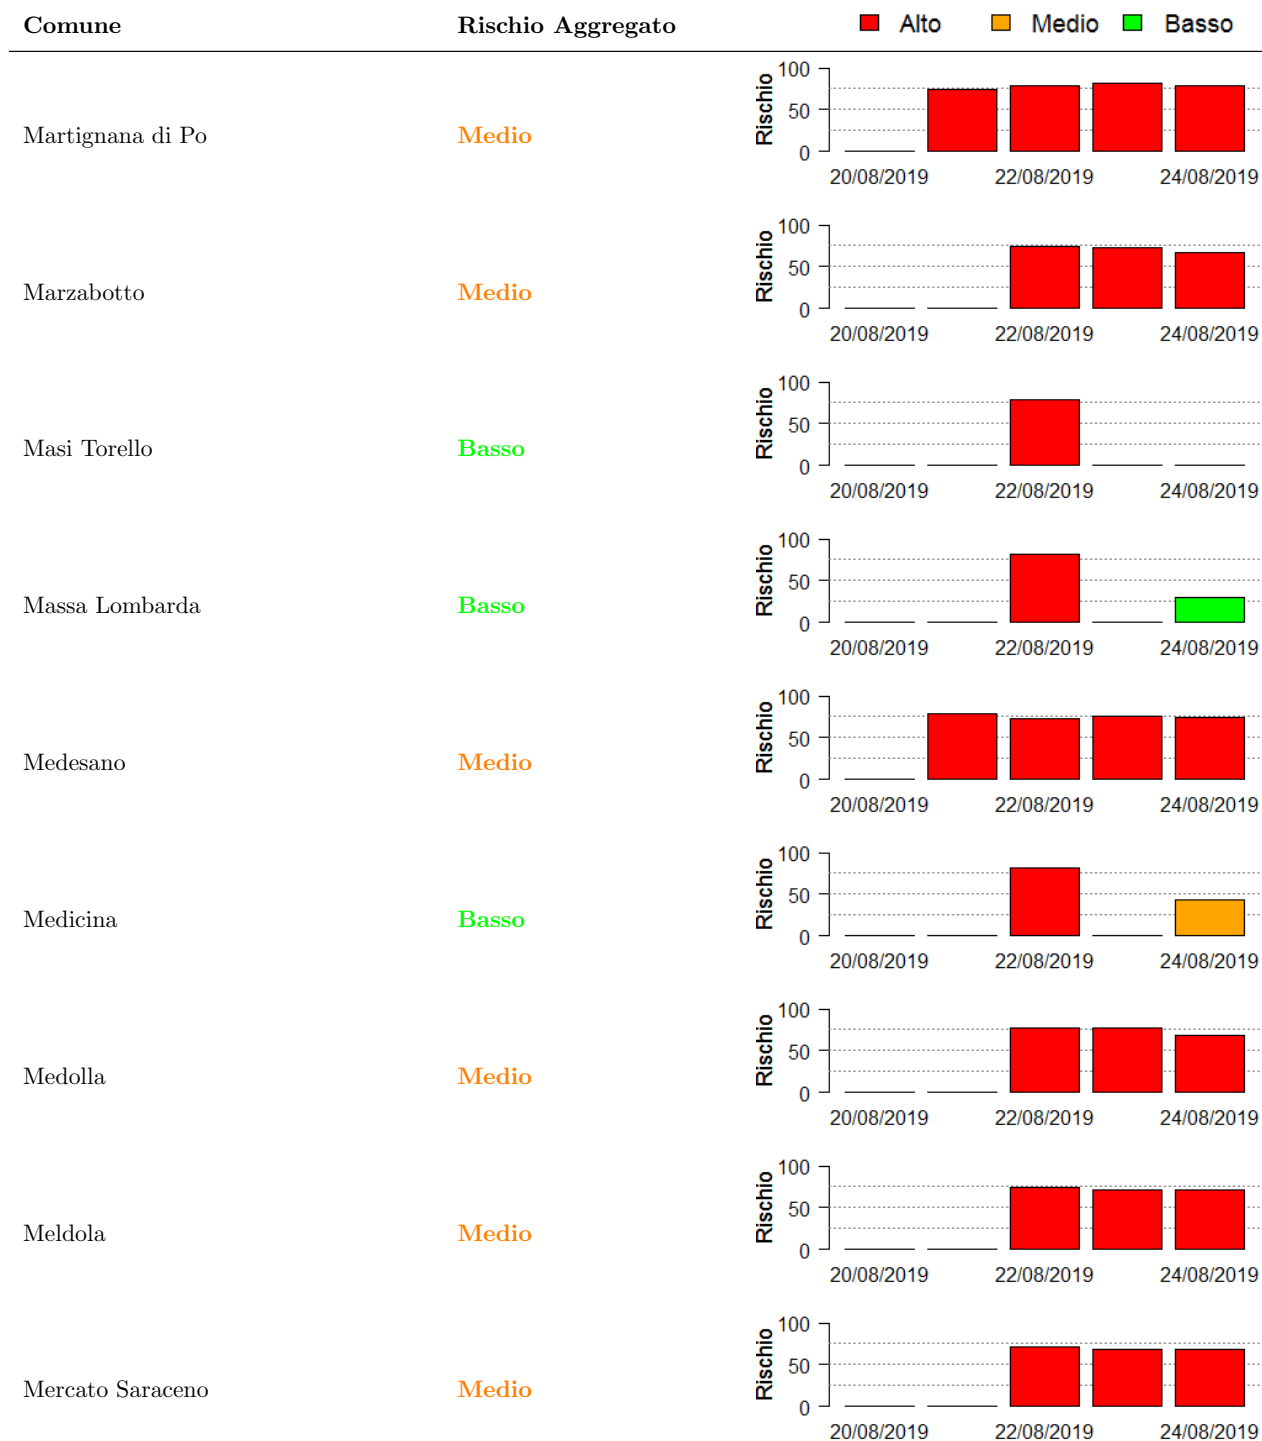 Comune Rischio Aggregato Alto Medio Basso
Martignana di Po Medio Rischio 100 50 0
20/08/2019 22/08/2019 24/08/2019
Marzabotto Medio Rischio 100 50 0
20/08/2019 22/08/2019 24/08/2019
Masi Torello Basso Rischio 100 50 0
20/08/2019 22/08/2019 24/08/2019
Massa Lombarda Basso Rischio 100 50 0
20/08/2019 22/08/2019 24/08/2019
Medesano Medio Rischio 100 50 0
20/08/2019 22/08/2019 24/08/2019
Medicina Basso Rischio 100 50 0
20/08/2019 22/08/2019 24/08/2019
Medolla Medio Rischio 100 50 0
20/08/2019 22/08/2019 24/08/2019
Meldola Medio Rischio 100 50 0
20/08/2019 22/08/2019 24/08/2019
Mercato Saraceno Medio Rischio 100 50 0
20/08/2019 22/08/2019 24/08/2019